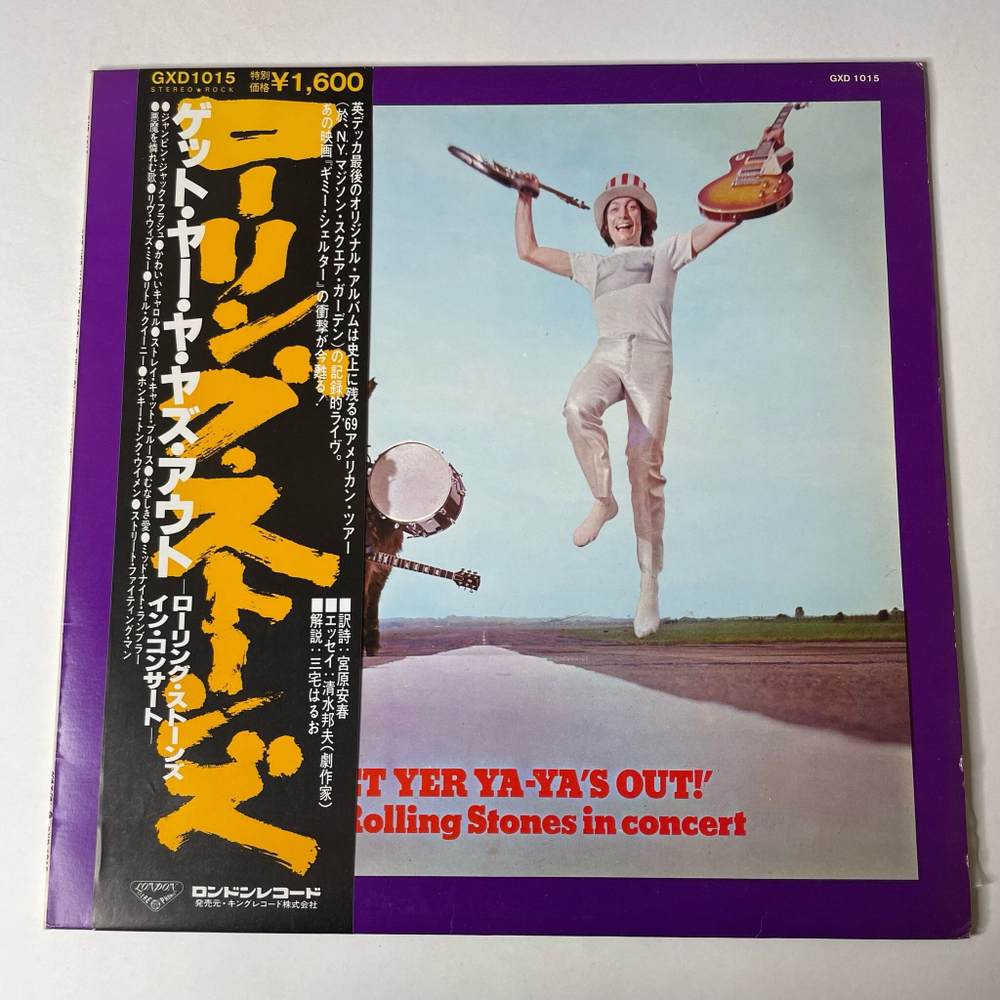 GXD1015
STEREO★ROCK
特別
価格
¥1,600
GXD 1015
ローリング・ストーンズ
英デッカ最後のオリジナル・アルバムは史上に残る'69アメリカン・ツアー
(於、N.Y.マジソン・スクエア・ガーデン)の記録的ライヴ。
あの映画『ギミー・シェルター』の衝撃が今甦る!
ゲット・ヤー・ヤ・ヤズ・アウト
—ローリング・ストーンズ
イン・コンサート—
●ジャンピン・ジャック・フラッシュ●かわいいキャロル●ストレイ・キャット・ブルース●むなしき愛●ミッドナイト・ランブラー
●悪魔を憐れむ歌●リヴ・ウィズ・ミー●リトル・クイーニー●ホンキー・トンク・ウイメン●ストリート・ファイティング・マン
■訳詩:宮原安春
■エッセイ:清水邦夫(劇作家)
■解説:三宅はるお
ET YER YA-YA'S OUT!'
Rolling Stones in concert
LONDON
ロンドンレコード
発売元・キングレコード株式会社